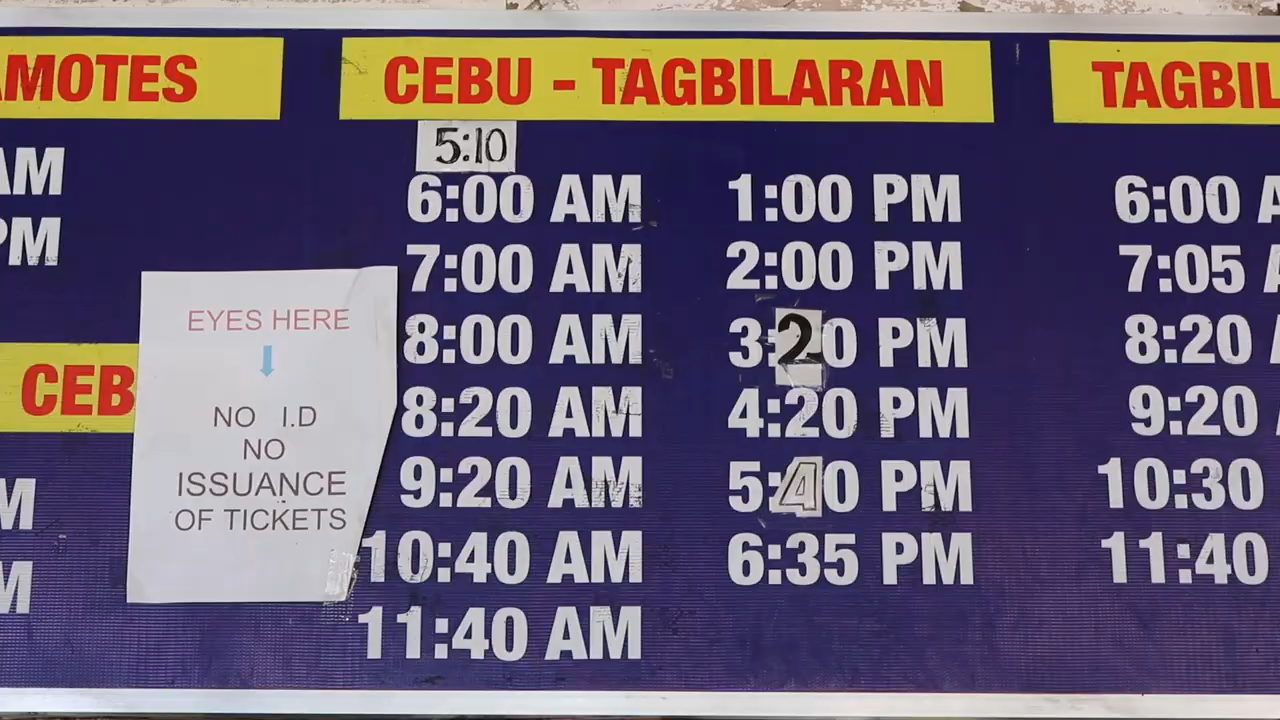 AMOTES
AM
PM
CEB
M
M
EYES HERE
NO I.D
NO
ISSUANCE
OF TICKETS
CEBU - TAGBILARAN
5:10
6:00 AM
7:00 AM
8:00 AM
8:20 AM
9:20 AM
10:40 AM
11:40 AM
1:00 PM
2:00 PM
3:20 PM
4:20 PM
5:40 PM
6:35 PM
TAGBIL
6:00 A
7:05
8:20
9:20
10:30
11:40